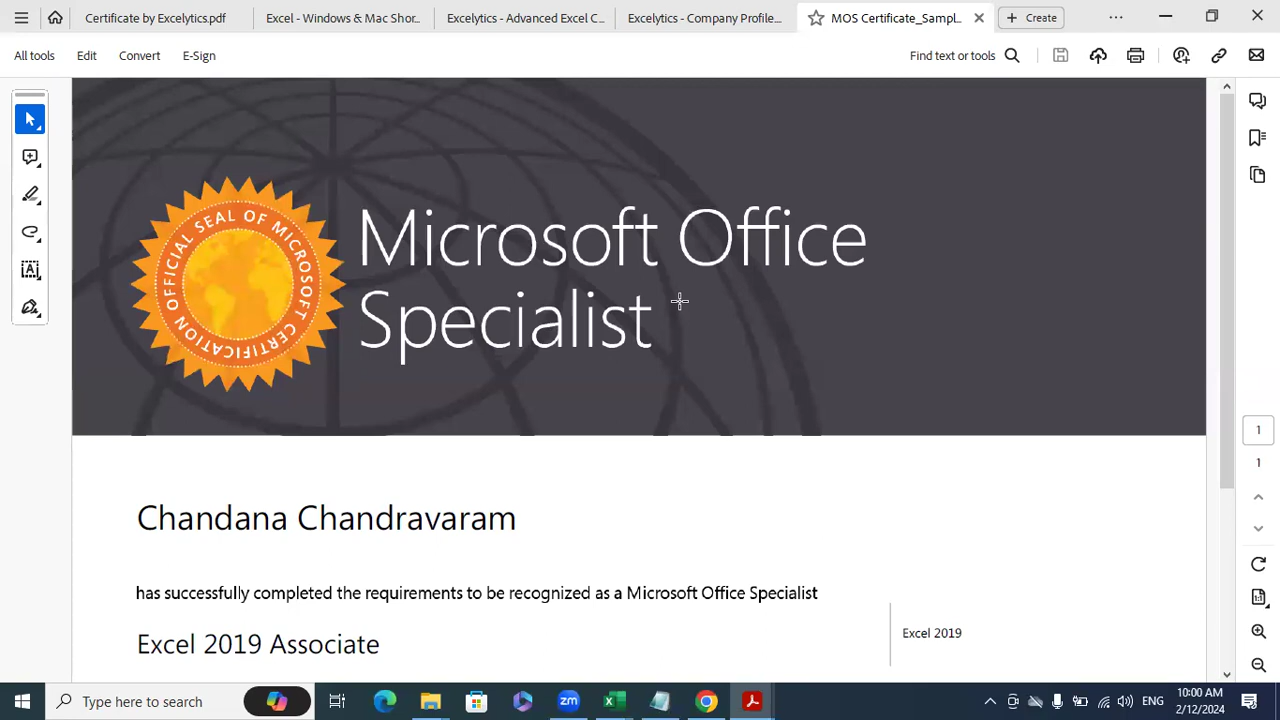 Certificate by Excelytics.pdf
Excel - Windows & Mac Shor...
Excelytics - Advanced Excel C...
Excelytics - Company Profile...
MOS Certificate_Sampl...
Create
All tools
Edit
Convert
E-Sign
Find text or tools
OFFICIAL SEAL OF MICROSOFT CERTIFICATION
Microsoft Office
Specialist
Chandana Chandravaram
has successfully completed the requirements to be recognized as a Microsoft Office Specialist
Excel 2019 Associate
Excel 2019
1
1
Type here to search
zm
ENG
10:00 AM
2/12/2024